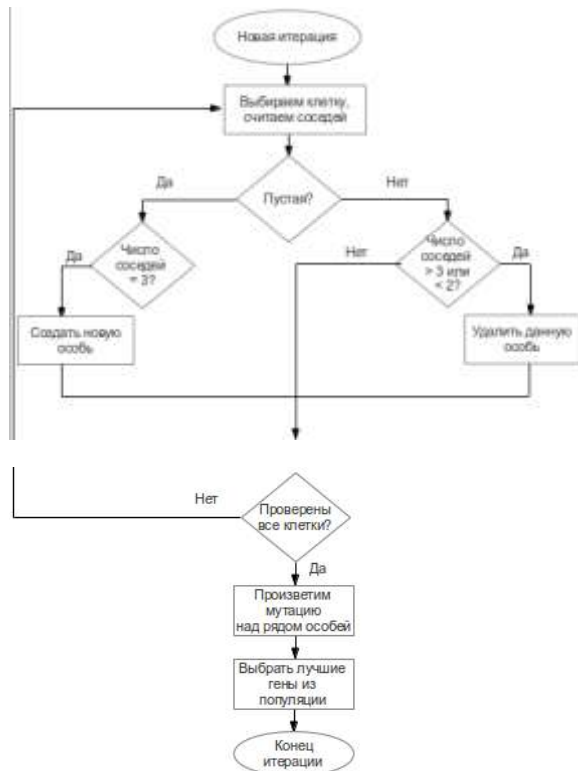 Новая итерация
Выбираем клетку,
считаем соседей
Да
Пустая?
Нет
Да
Число
соседей
= 3?
Нет
Число
соседей
> 3 или
< 2?
Да
Создать новую
особь
Удалить данную
особь
Нет
Проверены
все клетки?
Да
Произветим
мутацию
над рядом особей
Выбрать лучшие
гены из
популяции
Конец
итерации